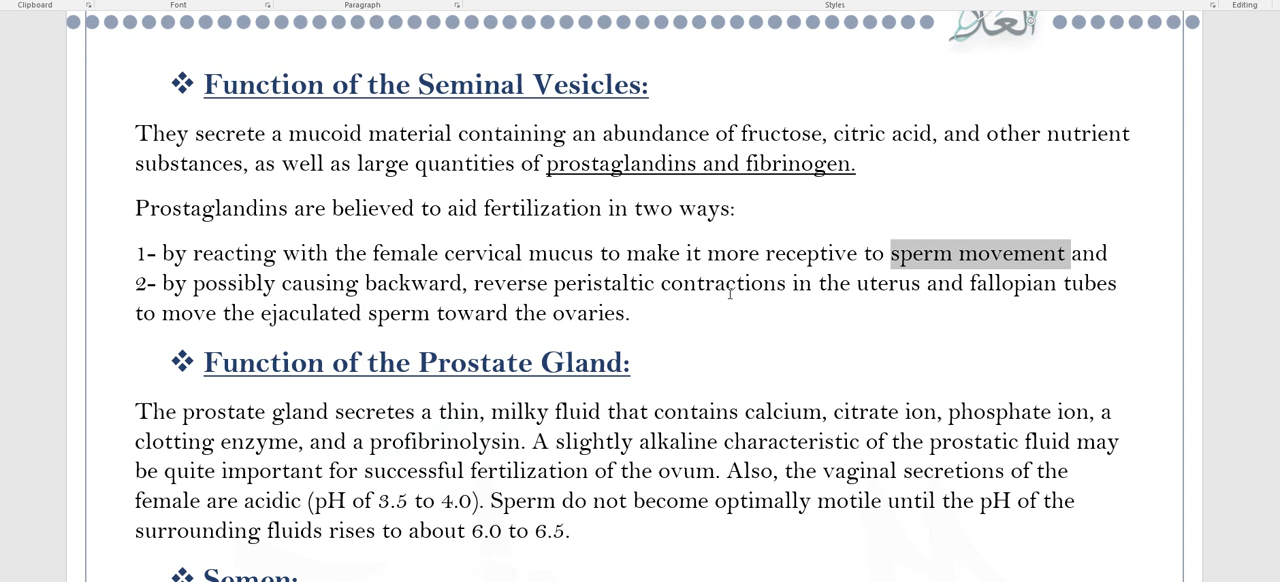 Clipboard
Font
Paragraph
Styles
Editing
❖ Function of the Seminal Vesicles:
They secrete a mucoid material containing an abundance of fructose, citric acid, and other nutrient
substances, as well as large quantities of prostaglandins and fibrinogen.
Prostaglandins are believed to aid fertilization in two ways:
1- by reacting with the female cervical mucus to make it more receptive to sperm movement and
2- by possibly causing backward, reverse peristaltic contractions in the uterus and fallopian tubes
to move the ejaculated sperm toward the ovaries.
❖ Function of the Prostate Gland:
The prostate gland secretes a thin, milky fluid that contains calcium, citrate ion, phosphate ion, a
clotting enzyme, and a profibrinolysin. A slightly alkaline characteristic of the prostatic fluid may
be quite important for successful fertilization of the ovum. Also, the vaginal secretions of the
female are acidic (pH of 3.5 to 4.0). Sperm do not become optimally motile until the pH of the
surrounding fluids rises to about 6.0 to 6.5.
❖ Semen: